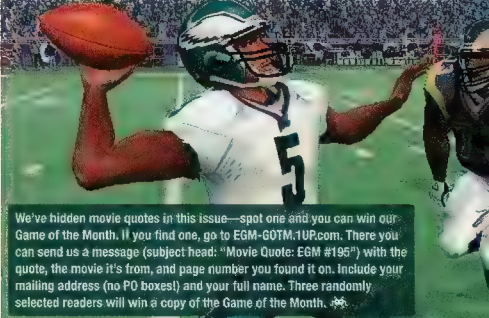 5
We've hidden movie quotes in this issue—spot one and you can win our
Game of the Month. If you find one, go to EGM-GOTM.1UP.com. There you
can send us a message (subject head: "Movie Quote: EGM #195") with the
quote, the movie it's from, and page number you found it on. Include your
mailing address (no PO boxes!) and your full name. Three randomly
selected readers will win a copy of the Game of the Month.